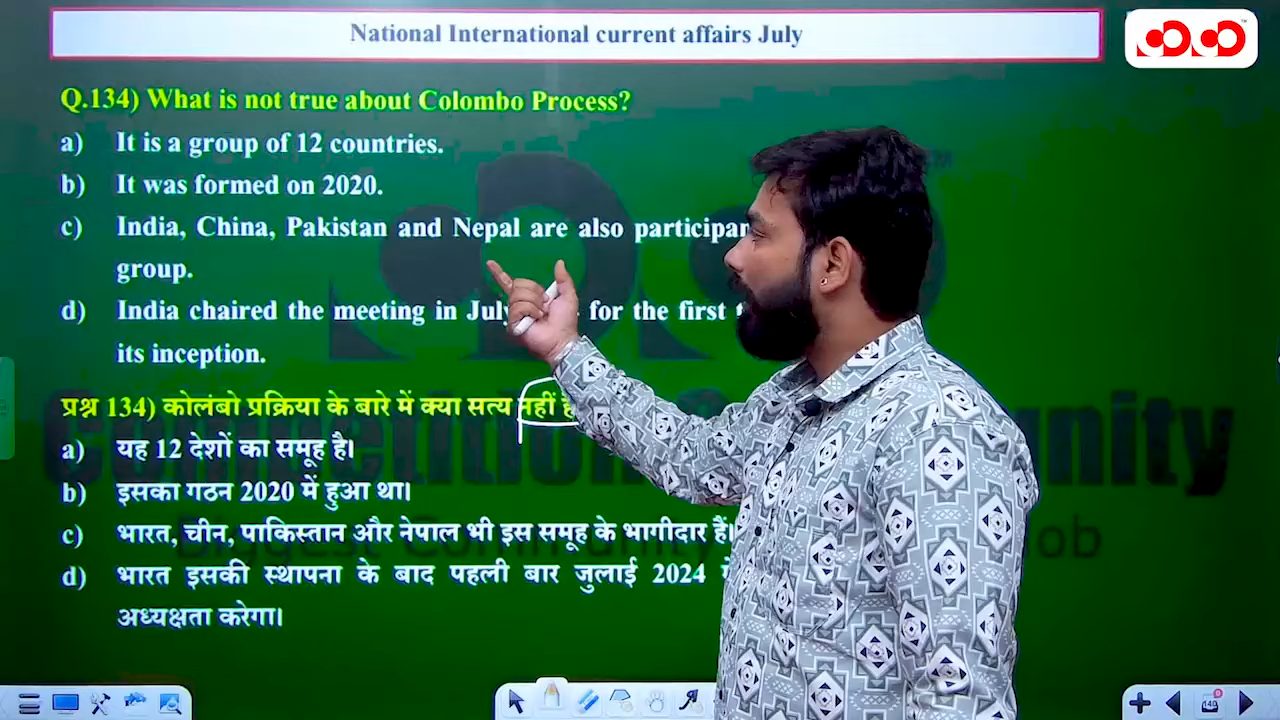 National International current affairs July
Q.134) What is not true about Colombo Process?
a) It is a group of 12 countries.
b) It was formed on 2020.
c) India, China, Pakistan and Nepal are also
group.
d) India chaired the meeting in for the first
its inception.
प्रश्न 134) कोलंबो प्रक्रिया के बारे में क्या सत्य नहीं
a) यह 12 देशों का समूह है।
b) इसका गठन 2020 में हुआ था।
c) भारत, चीन, पाकिस्तान और नेपाल भी इस समूह के भागीदार हैं।
d) भारत इसकी स्थापना के बाद पहली बार जुलाई 2024
अध्यक्षता करेगा।